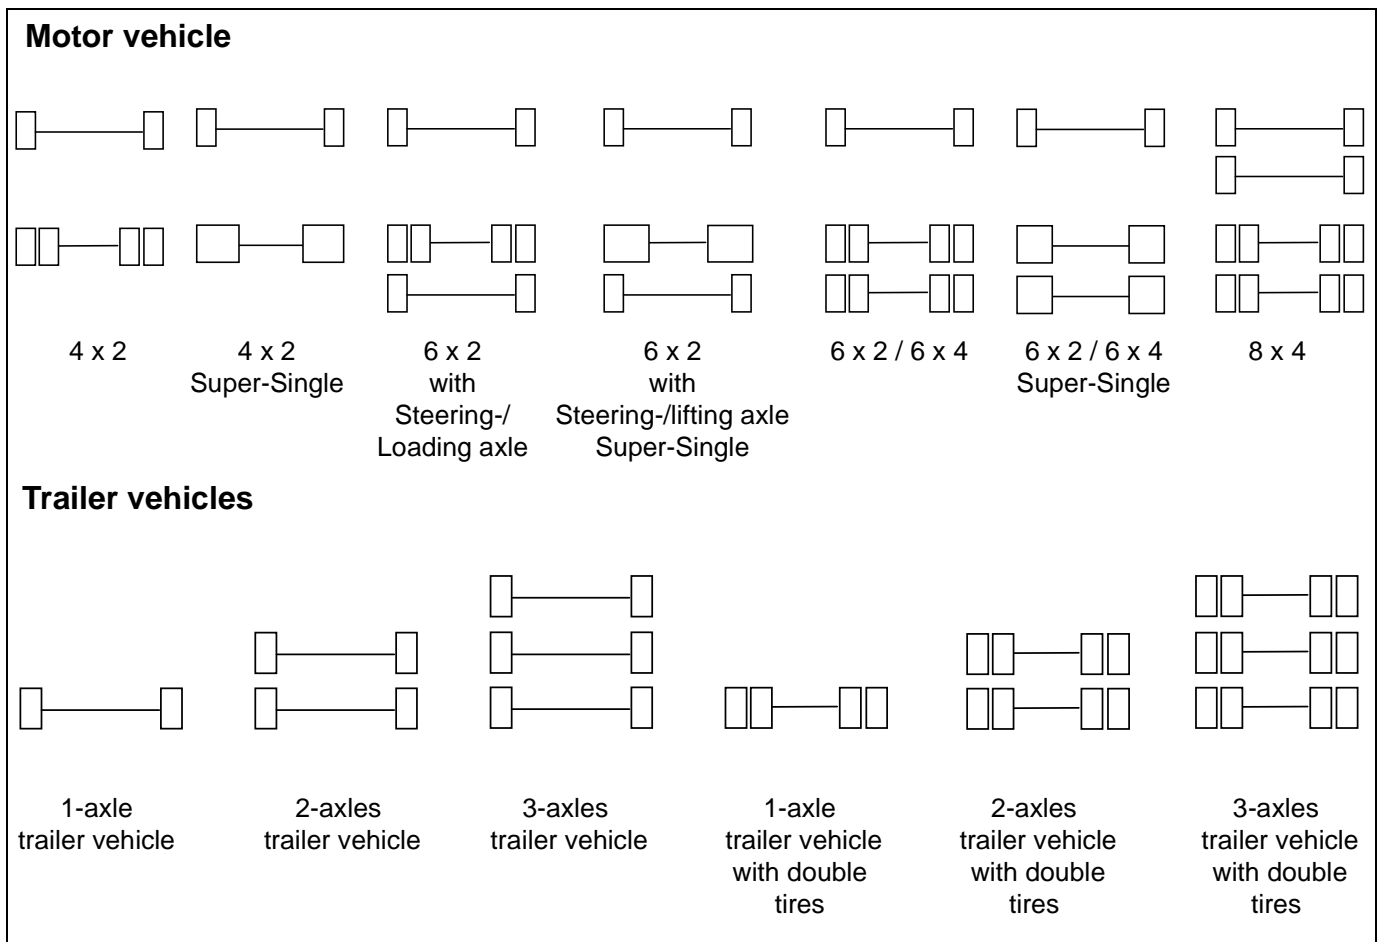 Motor vehicle
4 x 2
4 x 2
Super-Single
6 x 2
with
Steering-/
Loading axle
6 x 2
with
Steering-/lifting axle
Super-Single
6 x 2 / 6 x 4
6 x 2 / 6 x 4
Super-Single
8 x 4
Trailer vehicles
1-axle
trailer vehicle
2-axles
trailer vehicle
3-axles
trailer vehicle
1-axle
trailer vehicle
with double
tires
2-axles
trailer vehicle
with double
tires
3-axles
trailer vehicle
with double
tires